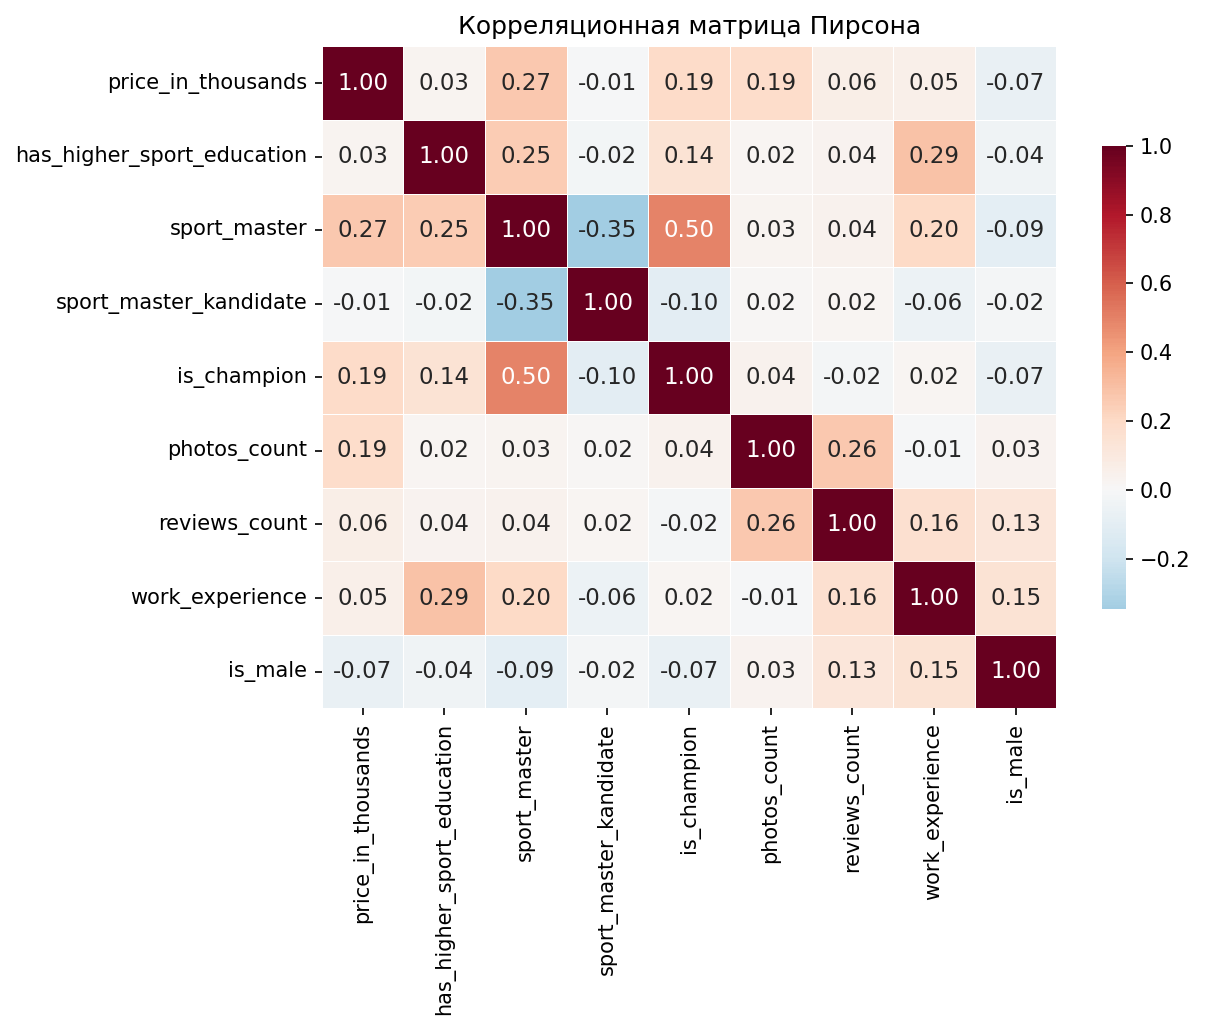 Корреляционная матрица Пирсона
price_in_thousands 1.00 0.03 0.27 -0.01 0.19 0.19 0.06 0.05 -0.07
has_higher_sport_education 0.03 1.00 0.25 -0.02 0.14 0.02 0.04 0.29 -0.04
sport_master 0.27 0.25 1.00 -0.35 0.50 0.03 0.04 0.20 -0.09
sport_master_kandidate -0.01 -0.02 -0.35 1.00 -0.10 0.02 0.02 -0.06 -0.02
is_champion 0.19 0.14 0.50 -0.10 1.00 0.04 -0.02 0.02 -0.07
photos_count 0.19 0.02 0.03 0.02 0.04 1.00 0.26 -0.01 0.03
reviews_count 0.06 0.04 0.04 0.02 -0.02 0.26 1.00 0.16 0.13
work_experience 0.05 0.29 0.20 -0.06 0.02 -0.01 0.16 1.00 0.15
is_male -0.07 -0.04 -0.09 -0.02 -0.07 0.03 0.13 0.15 1.00
price_in_thousands
has_higher_sport_education
sport_master
sport_master_kandidate
is_champion
photos_count
reviews_count
work_experience
is_male
1.0
0.8
0.6
0.4
0.2
0.0
−0.2